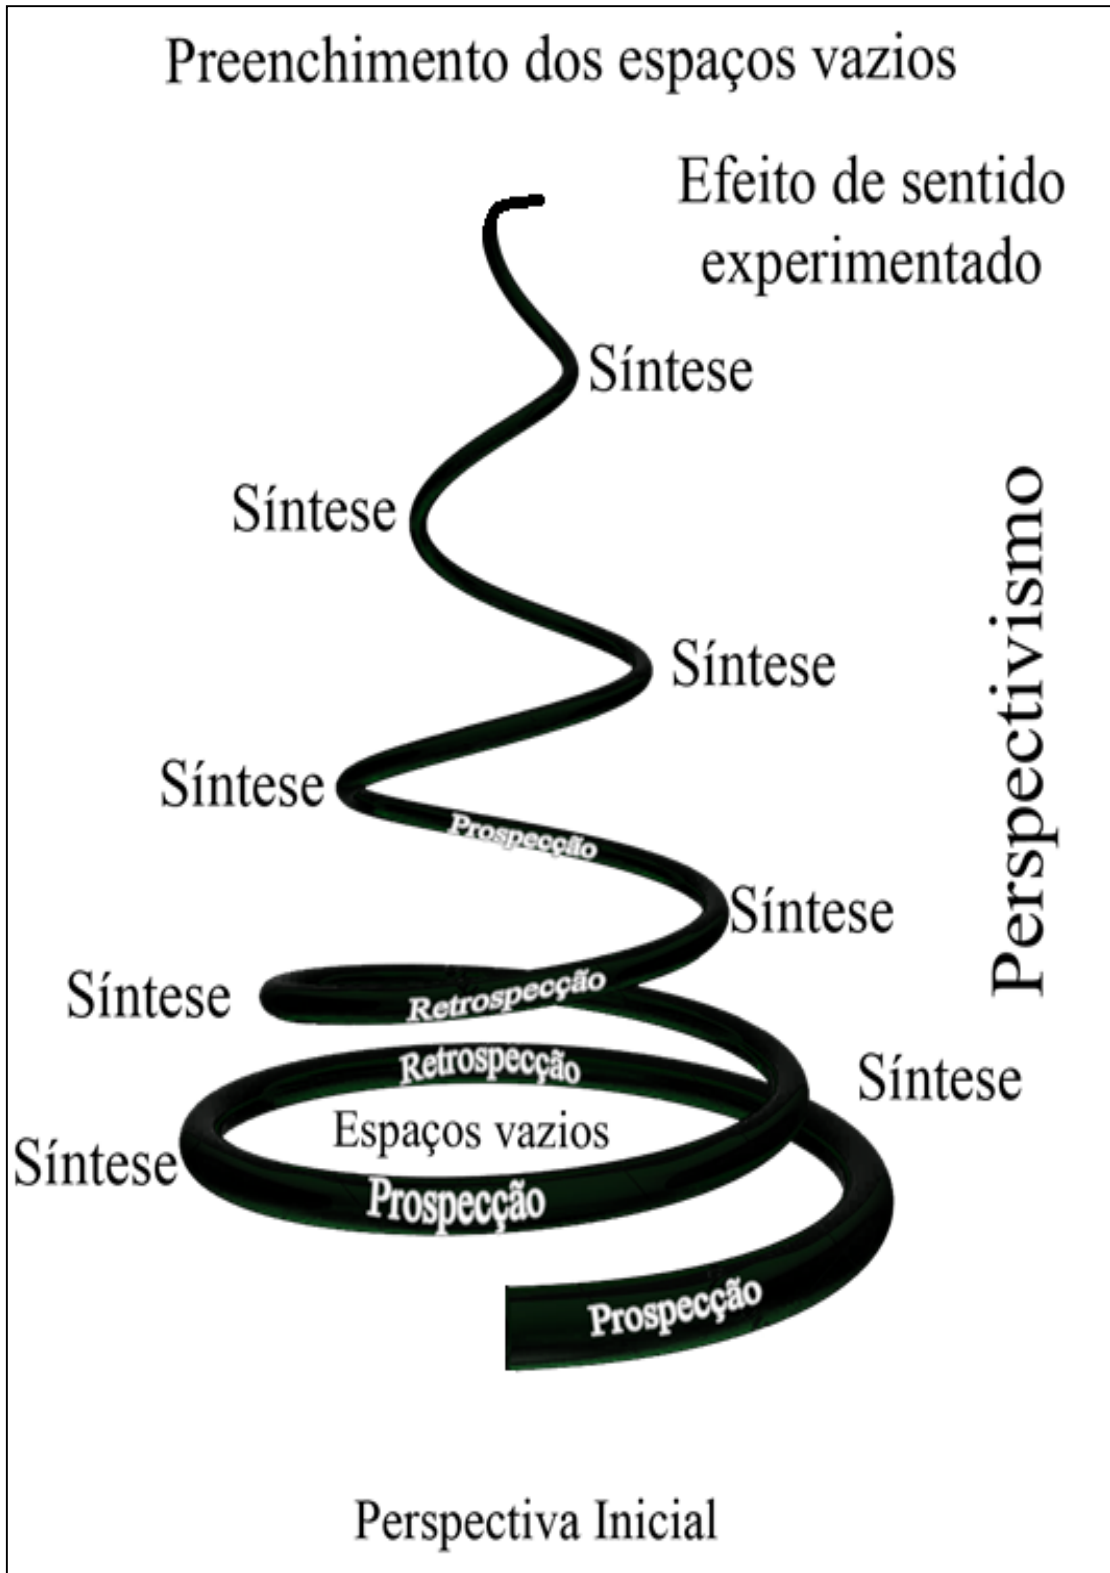 Preenchimento dos espaços vazios
Efeito de sentido
experimentado
Síntese
Síntese
Síntese
Síntese
Prospecção
Síntese
Síntese
Retrospecção
Retrospecção
Síntese
Espaços vazios
Síntese
Prospecção
Prospecção
Perspectivismo
Perspectiva Inicial